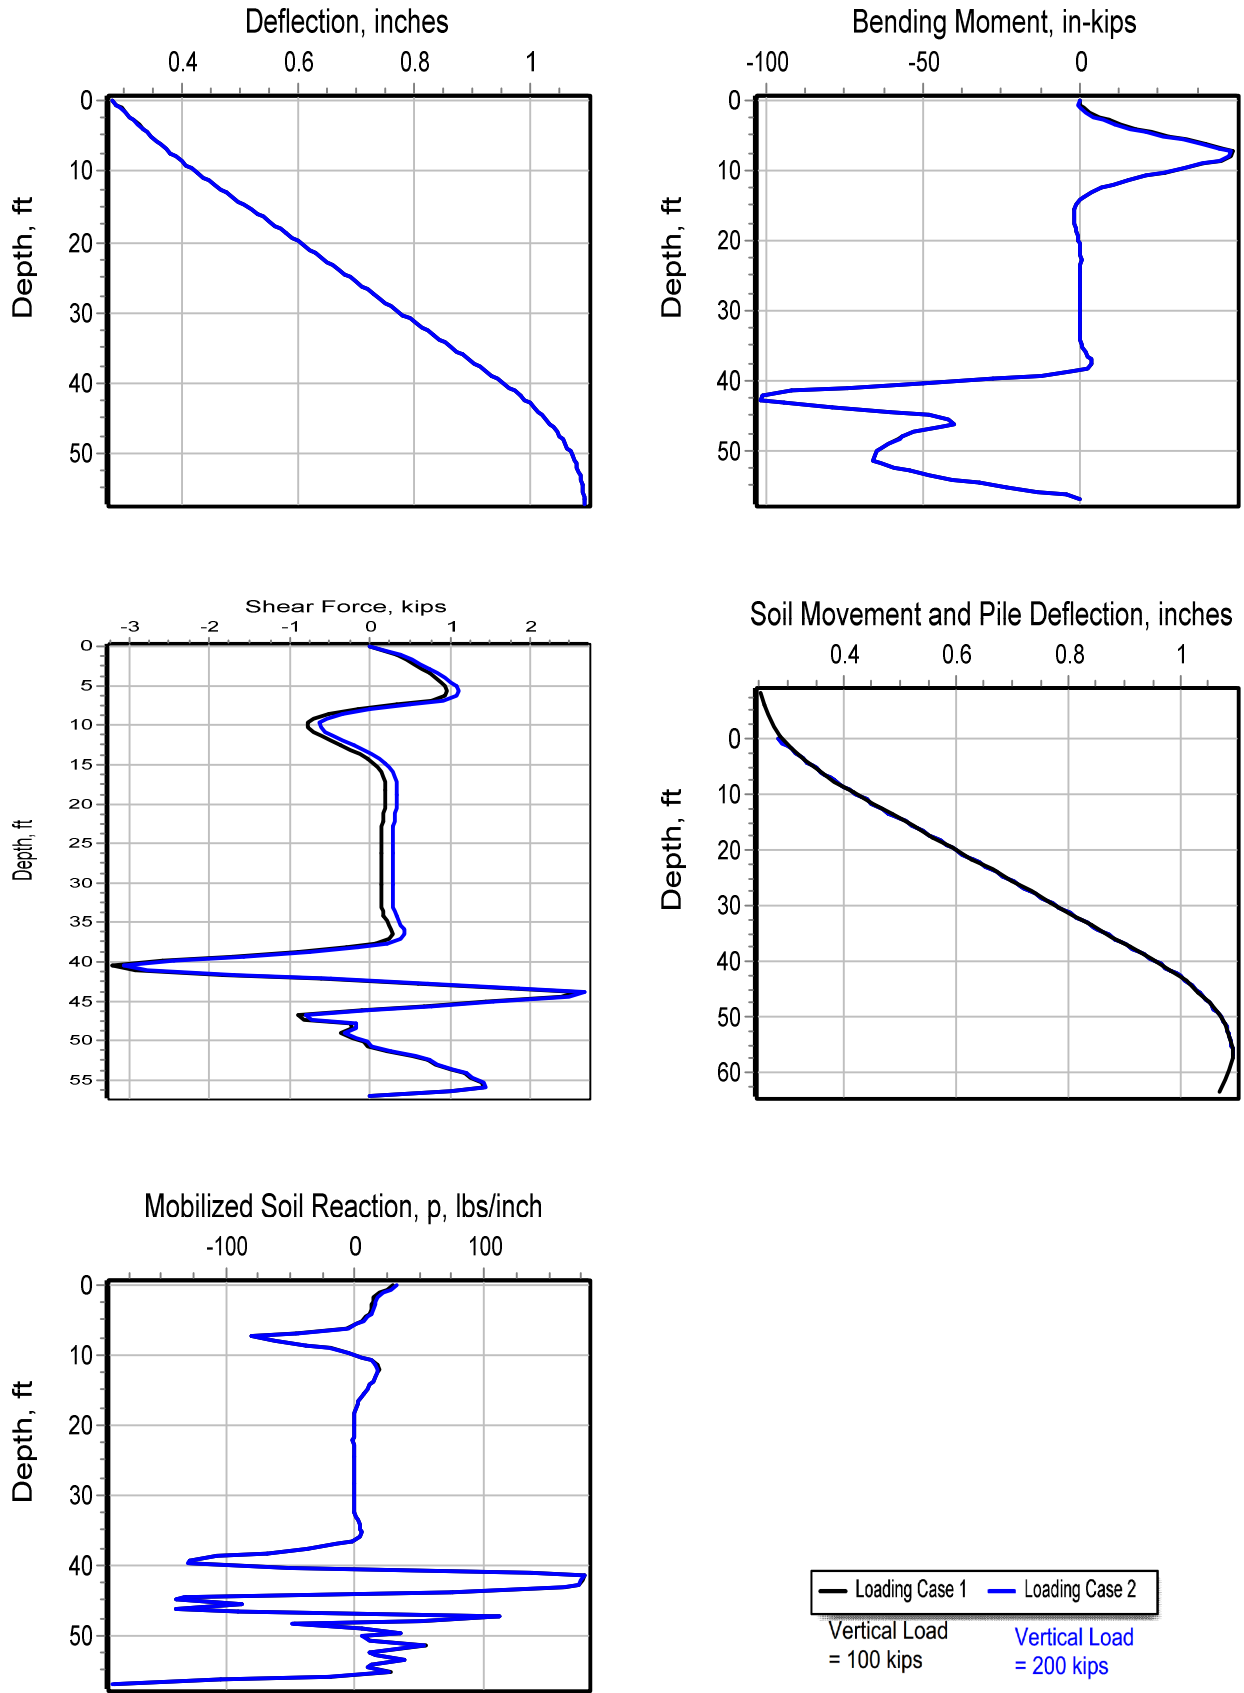 Deflection, inches
0.4 0.6 0.8 1
Depth, ft
0
10
20
30
40
50
Bending Moment, in-kips
-100 -50 0
Depth, ft
0
10
20
30
40
50
Shear Force, kips
-3 -2 -1 0 1 2
Depth, ft
0
5
10
15
20
25
30
35
40
45
50
55
Soil Movement and Pile Deflection, inches
0.4 0.6 0.8 1
Depth, ft
0
10
20
30
40
50
60
Mobilized Soil Reaction, p, lbs/inch
-100 0 100
Depth, ft
0
10
20
30
40
50
Loading Case 1 Loading Case 2
Vertical Load
= 100 kips
Vertical Load
= 200 kips